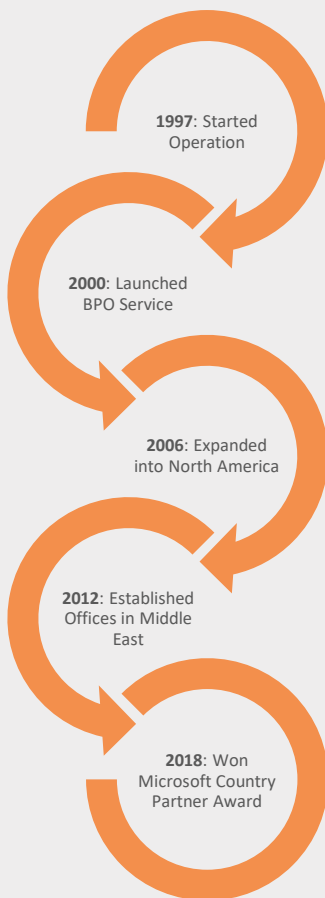 1997: Started
Operation
2000: Launched
BPO Service
2006: Expanded
into North America
2012: Established
Offices in Middle
East
2018: Won
Microsoft Country
Partner Award